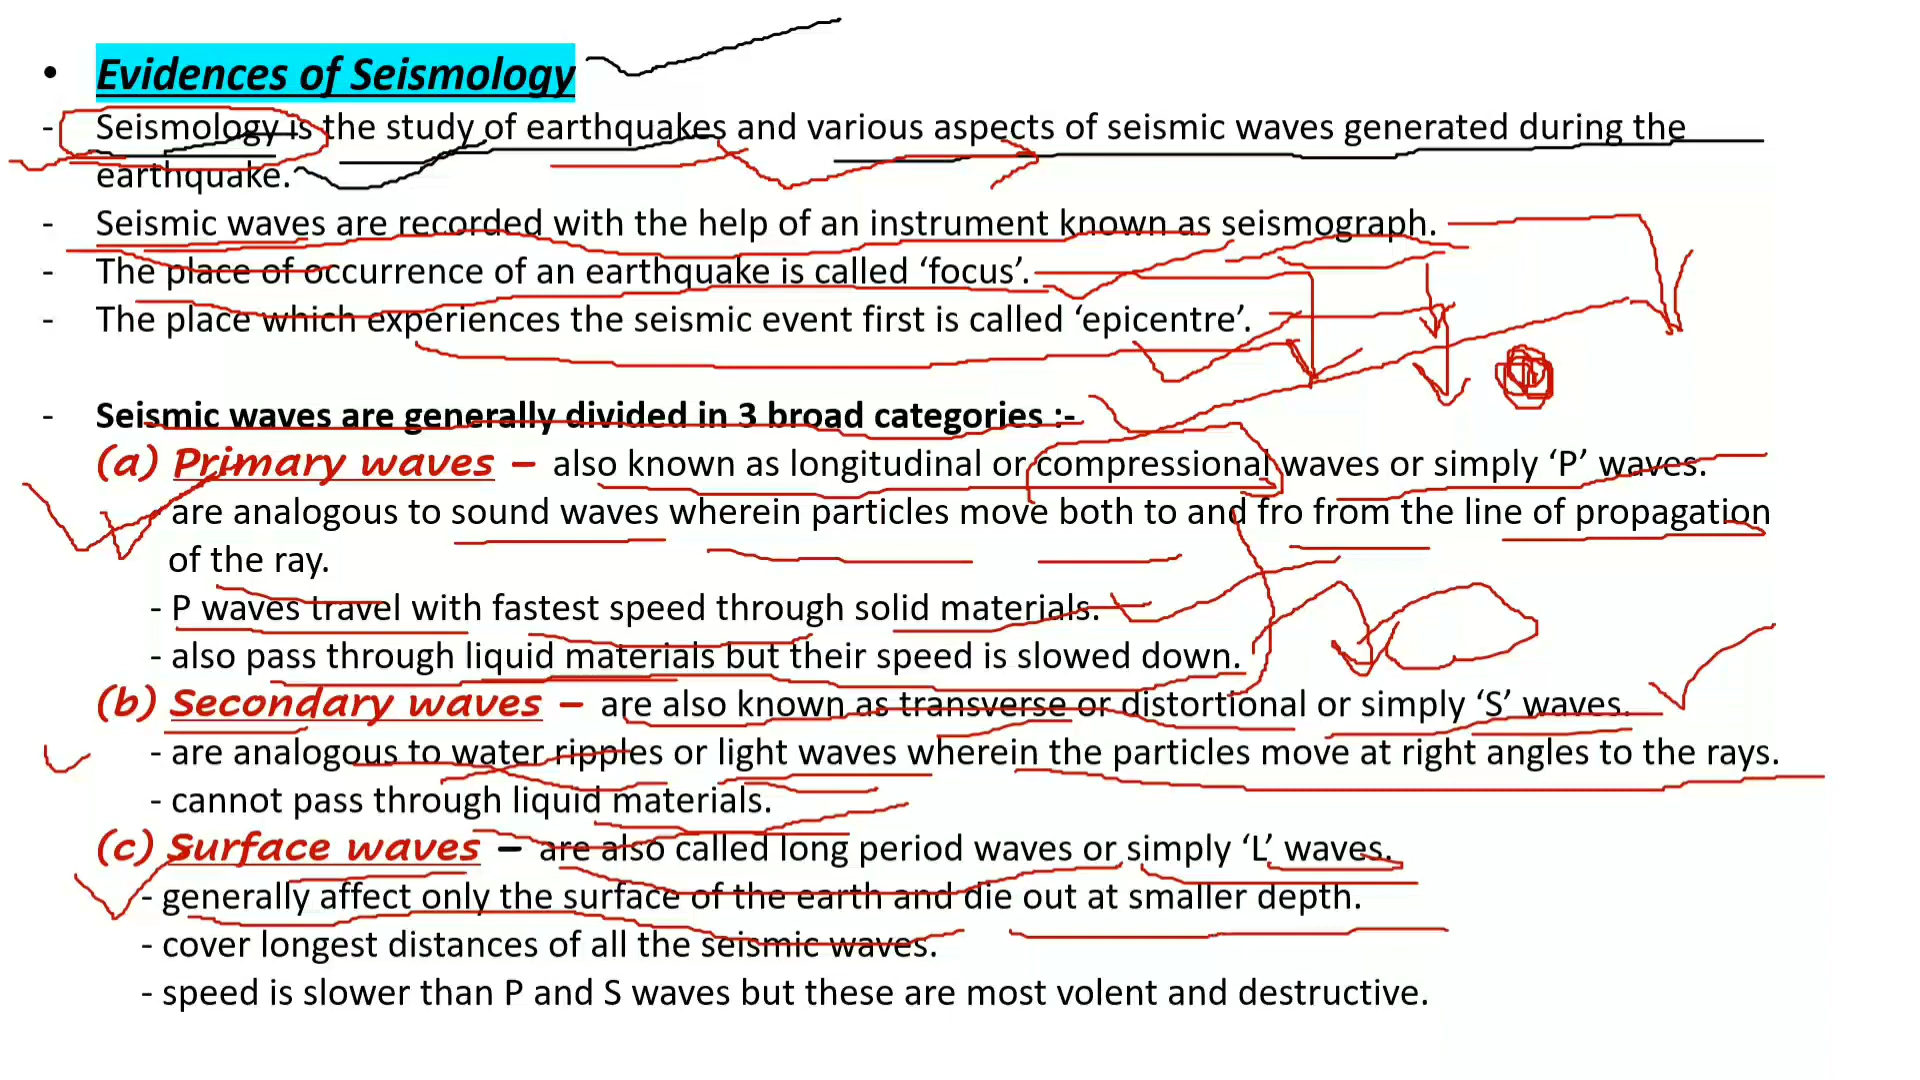 • Evidences of Seismology
- Seismology is the study of earthquakes and various aspects of seismic waves generated during the
earthquake.
- Seismic waves are recorded with the help of an instrument known as seismograph.
- The place of occurrence of an earthquake is called ‘focus’.
- The place which experiences the seismic event first is called ‘epicentre’.
- Seismic waves are generally divided in 3 broad categories :-
(a) Primary waves – also known as longitudinal or compressional waves or simply ‘P’ waves.
are analogous to sound waves wherein particles move both to and fro from the line of propagation
of the ray.
- P waves travel with fastest speed through solid materials.
- also pass through liquid materials but their speed is slowed down.
(b) Secondary waves – are also known as transverse or distortional or simply ‘S’ waves.
- are analogous to water ripples or light waves wherein the particles move at right angles to the rays.
- cannot pass through liquid materials.
(c) Surface waves – are also called long period waves or simply ‘L’ waves.
- generally affect only the surface of the earth and die out at smaller depth.
- cover longest distances of all the seismic waves.
- speed is slower than P and S waves but these are most volent and destructive.